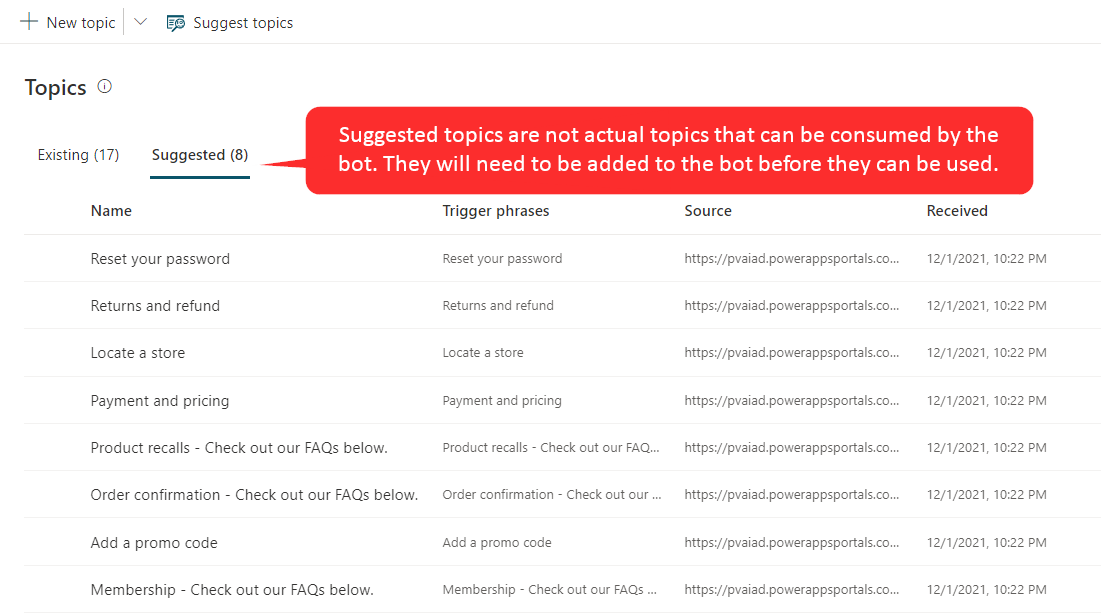 New topic
Suggest topics
Topics
Existing (17)
Suggested (8)
Suggested topics are not actual topics that can be consumed by the
bot. They will need to be added to the bot before they can be used.
Name Trigger phrases Source Received
Reset your password Reset your password https://pvaiad.powerappsportals.co... 12/1/2021, 10:22 PM
Returns and refund Returns and refund https://pvaiad.powerappsportals.co... 12/1/2021, 10:22 PM
Locate a store Locate a store https://pvaiad.powerappsportals.co... 12/1/2021, 10:22 PM
Payment and pricing Payment and pricing https://pvaiad.powerappsportals.co... 12/1/2021, 10:22 PM
Product recalls - Check out our FAQs below. Product recalls - Check out our FAQ... https://pvaiad.powerappsportals.co... 12/1/2021, 10:22 PM
Order confirmation - Check out our FAQs below. Order confirmation - Check out our ... https://pvaiad.powerappsportals.co... 12/1/2021, 10:22 PM
Add a promo code Add a promo code https://pvaiad.powerappsportals.co... 12/1/2021, 10:22 PM
Membership - Check out our FAQs below. Membership - Check out our FAQs ... https://pvaiad.powerappsportals.co... 12/1/2021, 10:22 PM